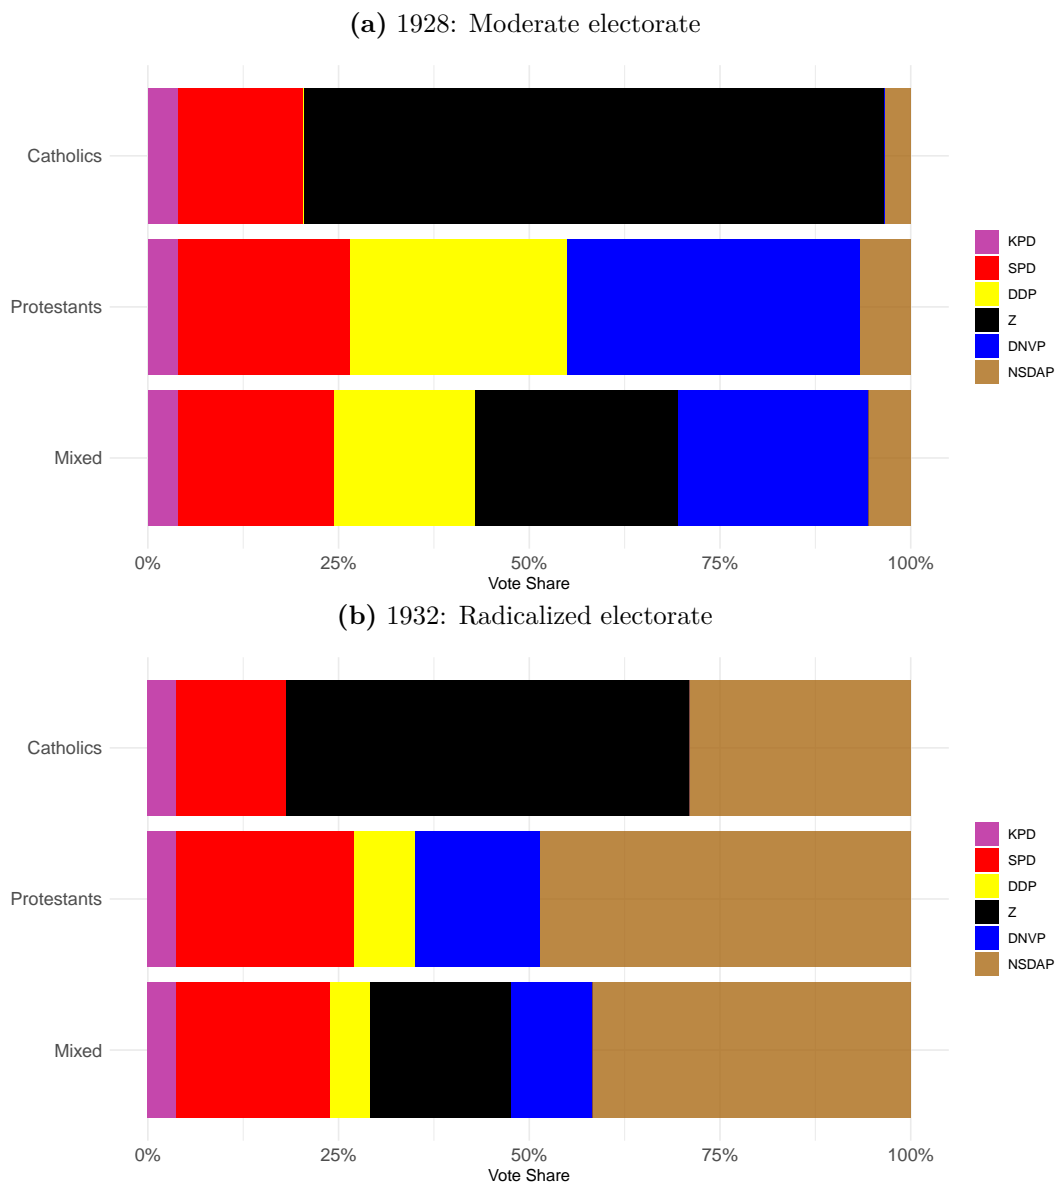 (a) 1928: Moderate electorate
Catholics
Protestants
Mixed
0% 25% 50% 75% 100%
Vote Share
KPD
SPD
DDP
Z
DNVP
NSDAP
(b) 1932: Radicalized electorate
Catholics
Protestants
Mixed
0% 25% 50% 75% 100%
Vote Share
KPD
SPD
DDP
Z
DNVP
NSDAP